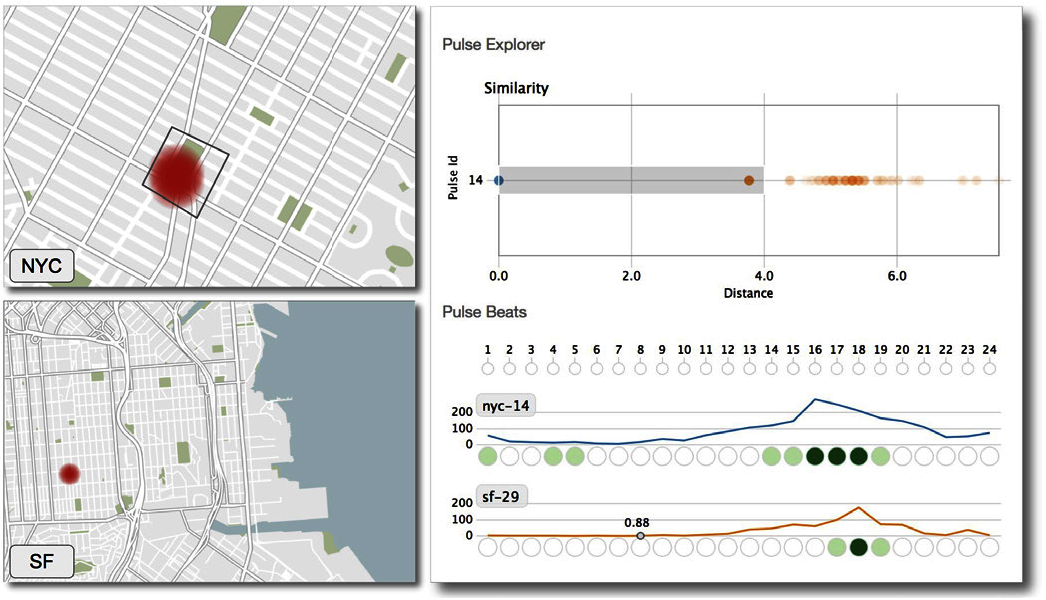 NYC
SF
Pulse Explorer
Similarity
Pulse Id
14
0.0 2.0 4.0 6.0
Distance
Pulse Beats
1 2 3 4 5 6 7 8 9 10 11 12 13 14 15 16 17 18 19 20 21 22 23 24
nyc-14
200
100
0
sf-29
200
100
0
0.88